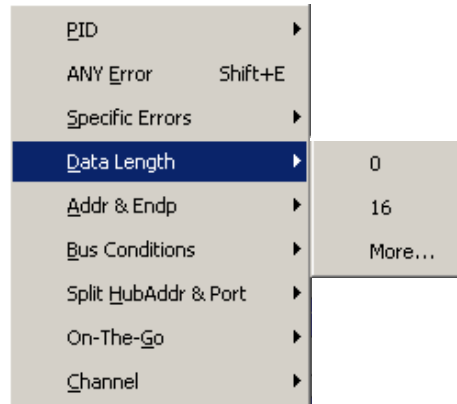 PID
ANY Error Shift+E
Specific Errors
Data Length
0
Addr & Endp
16
Bus Conditions
More...
Split HubAddr & Port
On-The-Go
Channel